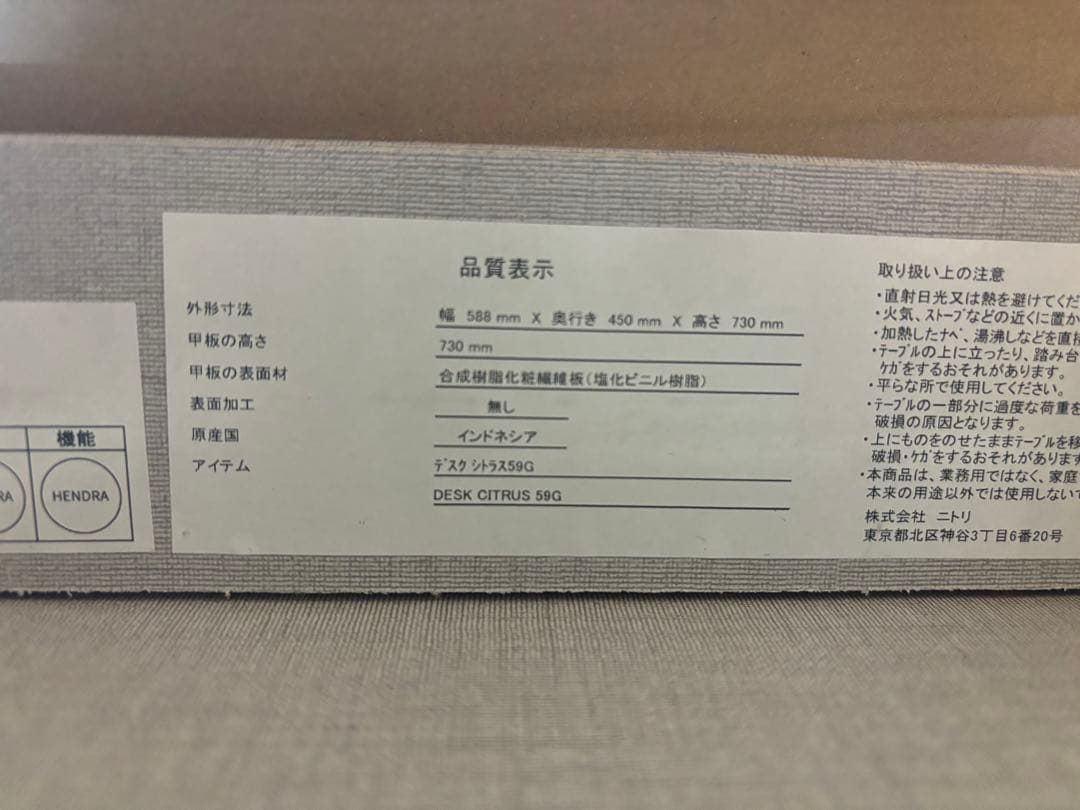 品質表示
外形寸法 幅 588 mm X 奥行き 450 mm X 高さ 730 mm
甲板の高さ 730 mm
甲板の表面材 合成樹脂化粧繊維板(塩化ビニル樹脂)
表面加工 無し
原産国 インドネシア
アイテム デスク シトラス59G
DESK CITRUS 59G
取り扱い上の注意
・直射日光又は熱を避けてくだ
・火気、ストーブなどの近くに置か
・加熱したナベ、湯沸しなどを直接
・テーブルの上に立ったり、踏み台
ケガをするおそれがあります。
・平らな所で使用してください。
・テーブルの一部分に過度な荷重を
破損の原因となります。
・上にものをのせたままテーブルを移
破損・ケガをするおそれがあります
・本商品は、業務用ではなく、家庭
本来の用途以外では使用しないで
株式会社 ニトリ
東京都北区神谷3丁目6番20号
機能
RA
HENDRA